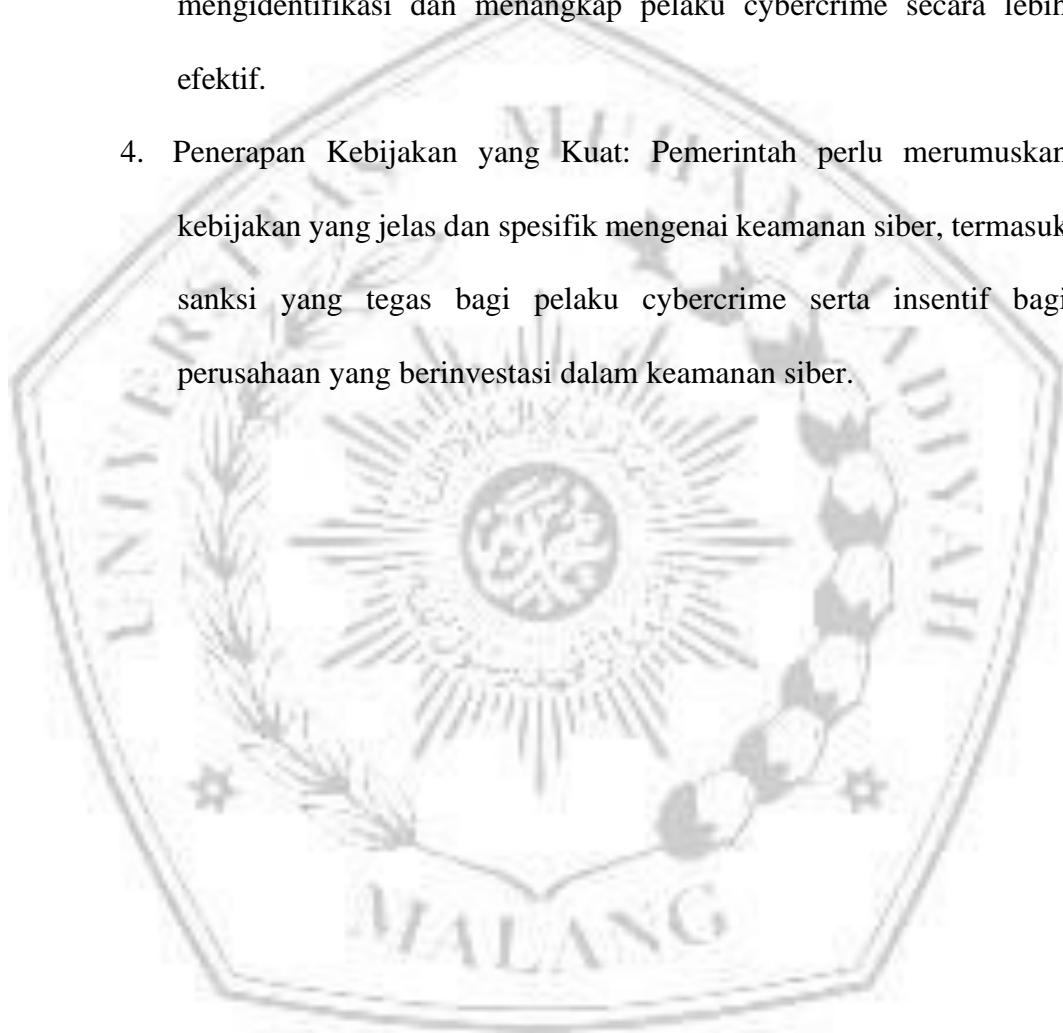 mengidentifikasi dan menangkap pelaku cybercrime secara lebih
efektif.
4. Penerapan Kebijakan yang Kuat: Pemerintah perlu merumuskan
kebijakan yang jelas dan spesifik mengenai keamanan siber, termasuk
sanksi yang tegas bagi pelaku cybercrime serta insentif bagi
perusahaan yang berinvestasi dalam keamanan siber.
UNIVERSITAS MUHAMMADIYAH
MALANG